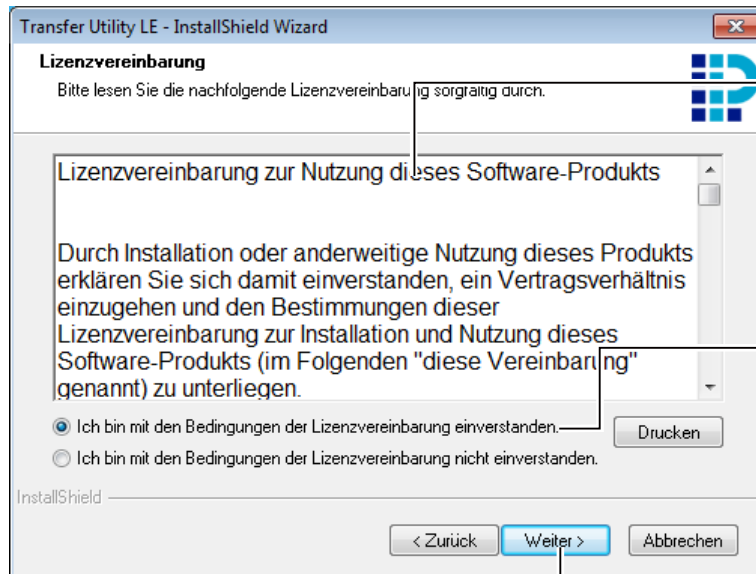 Transfer Utility LE - InstallShield Wizard
Lizenzvereinbarung
Bitte lesen Sie die nachfolgende Lizenzvereinbarung sorgfältig durch.
Lizenzvereinbarung zur Nutzung dieses Software-Produkts
Durch Installation oder anderweitige Nutzung dieses Produkts
erklären Sie sich damit einverstanden, ein Vertragsverhältnis
einzugehen und den Bestimmungen dieser
Lizenzvereinbarung zur Installation und Nutzung dieses
Software-Produkts (im Folgenden "diese Vereinbarung"
genannt) zu unterliegen.
Ich bin mit den Bedingungen der Lizenzvereinbarung einverstanden.
Drucken
Ich bin mit den Bedingungen der Lizenzvereinbarung nicht einverstanden.
InstallShield
< Zurück Weiter > Abbrechen